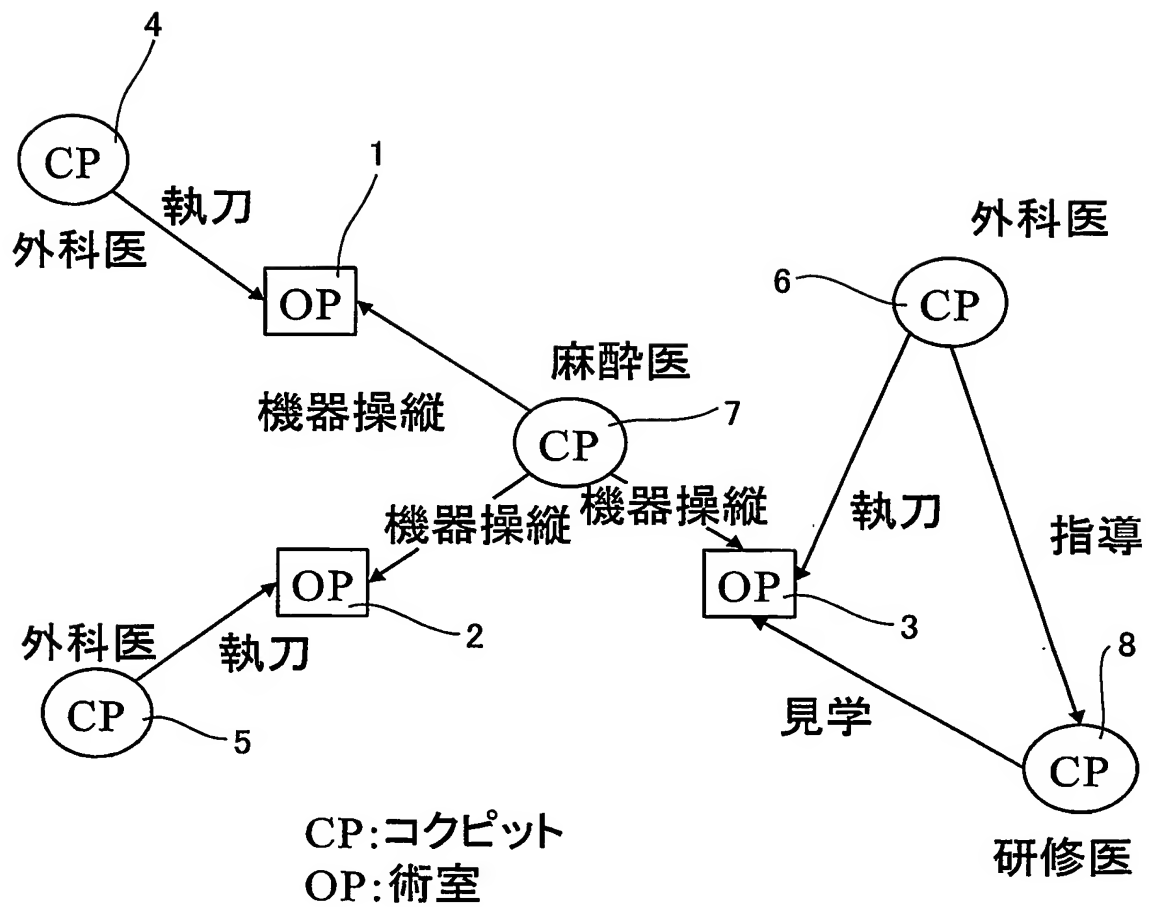 4
CP
執刀
外科医
1
OP
外科医
6
CP
麻酔医
機器操縦
CP
7
機器操縦
機器操縦
執刀
指導
OP
2
OP
3
外科医
執刀
8
見学
CP
5
CP
CP:コクピット
研修医
OP:術室